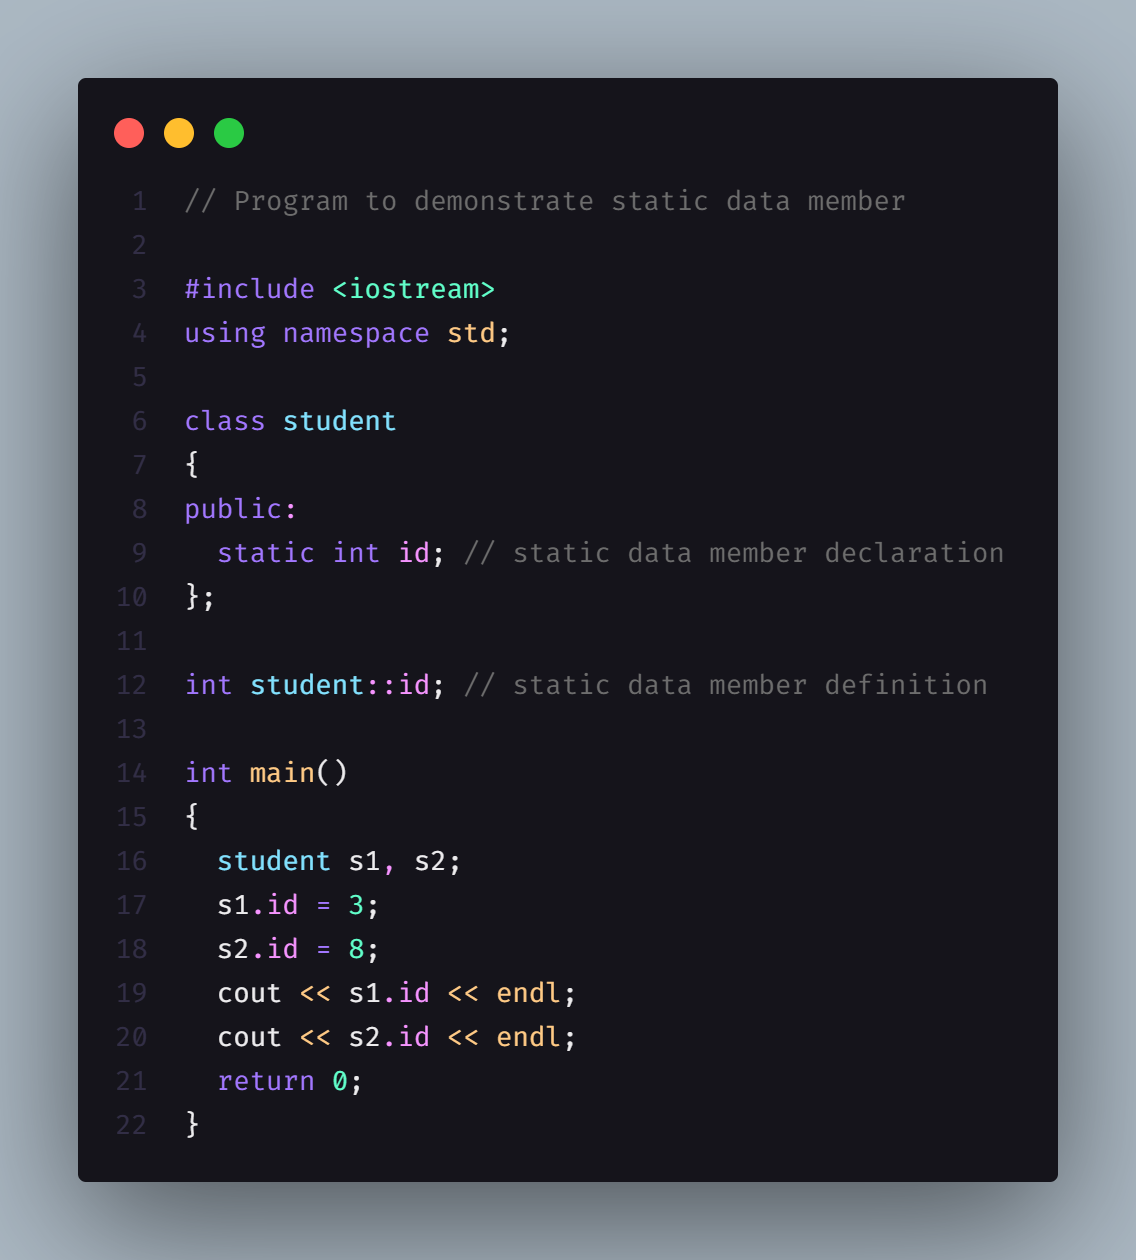 1 // Program to demonstrate static data member
2
3 #include <iostream>
4 using namespace std;
5
6 class student
7 {
8 public:
9   static int id; // static data member declaration
10 };
11
12 int student::id; // static data member definition
13
14 int main()
15 {
16   student s1, s2;
17   s1.id = 3;
18   s2.id = 8;
19   cout << s1.id << endl;
20   cout << s2.id << endl;
21   return 0;
22 }